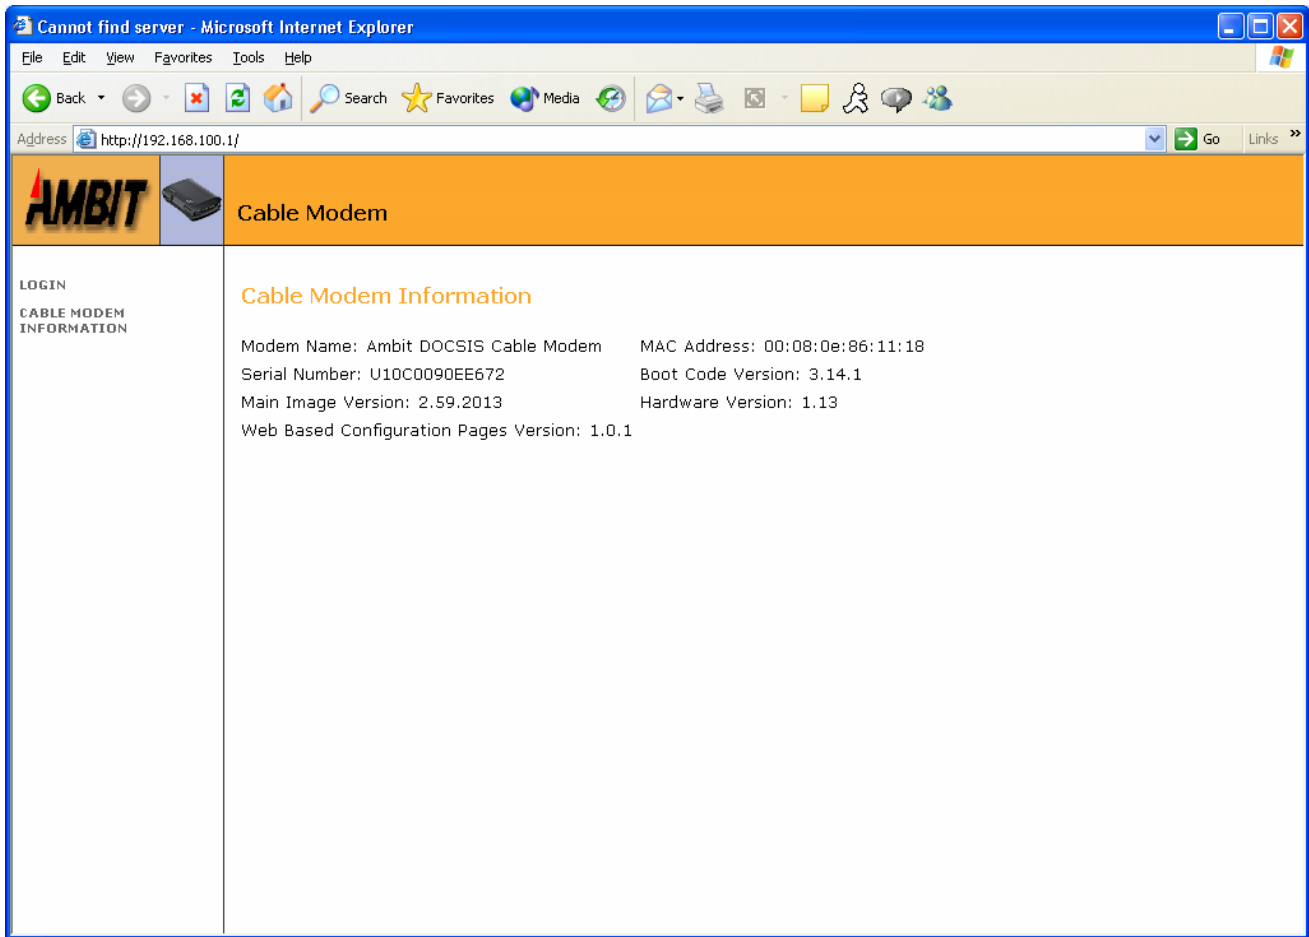 Cannot find server - Microsoft Internet Explorer
File Edit View Favorites Tools Help
Back Search Favorites Media
Address http://192.168.100.1/ Go Links »
AMBIT Cable Modem
LOGIN
CABLE MODEM
INFORMATION
Cable Modem Information
Modem Name: Ambit DOCSIS Cable Modem MAC Address: 00:08:0e:86:11:18
Serial Number: U10C0090EE672 Boot Code Version: 3.14.1
Main Image Version: 2.59.2013 Hardware Version: 1.13
Web Based Configuration Pages Version: 1.0.1